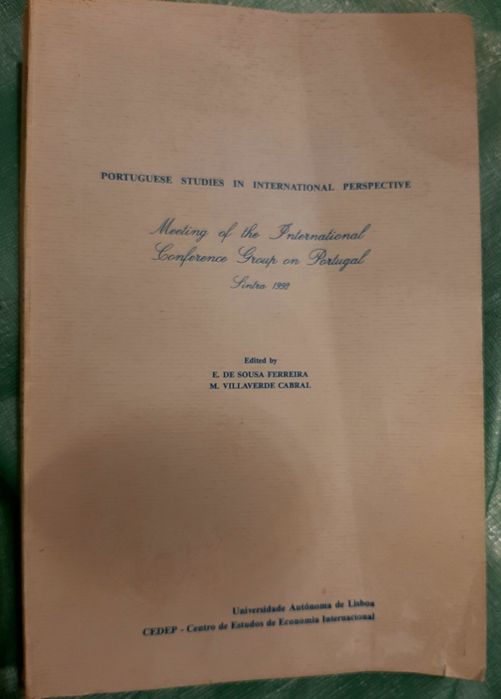 PORTUGUESE STUDIES IN INTERNATIONAL PERSPECTIVE
Meeting of the International
Conference Group on Portugal
Sintra 1992
Edited by
E. DE SOUSA FERREIRA
M. VILLAVERDE CABRAL
Universidade Autónoma de Lisboa
CEDEP - Centro de Estudos de Economia Internacional